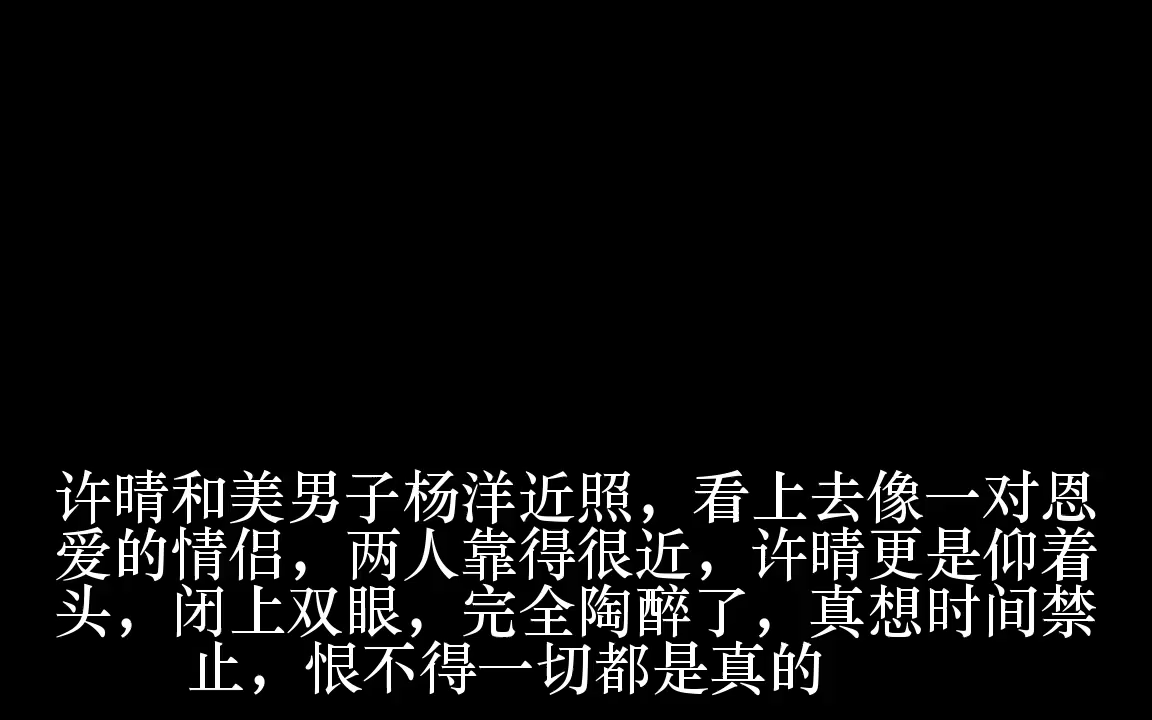 许晴和美男子杨洋近照，看上去像一对恩
爱的情侣，两人靠得很近，许晴更是仰着
头，闭上双眼，完全陶醉了，真想时间禁
止，恨不得一切都是真的